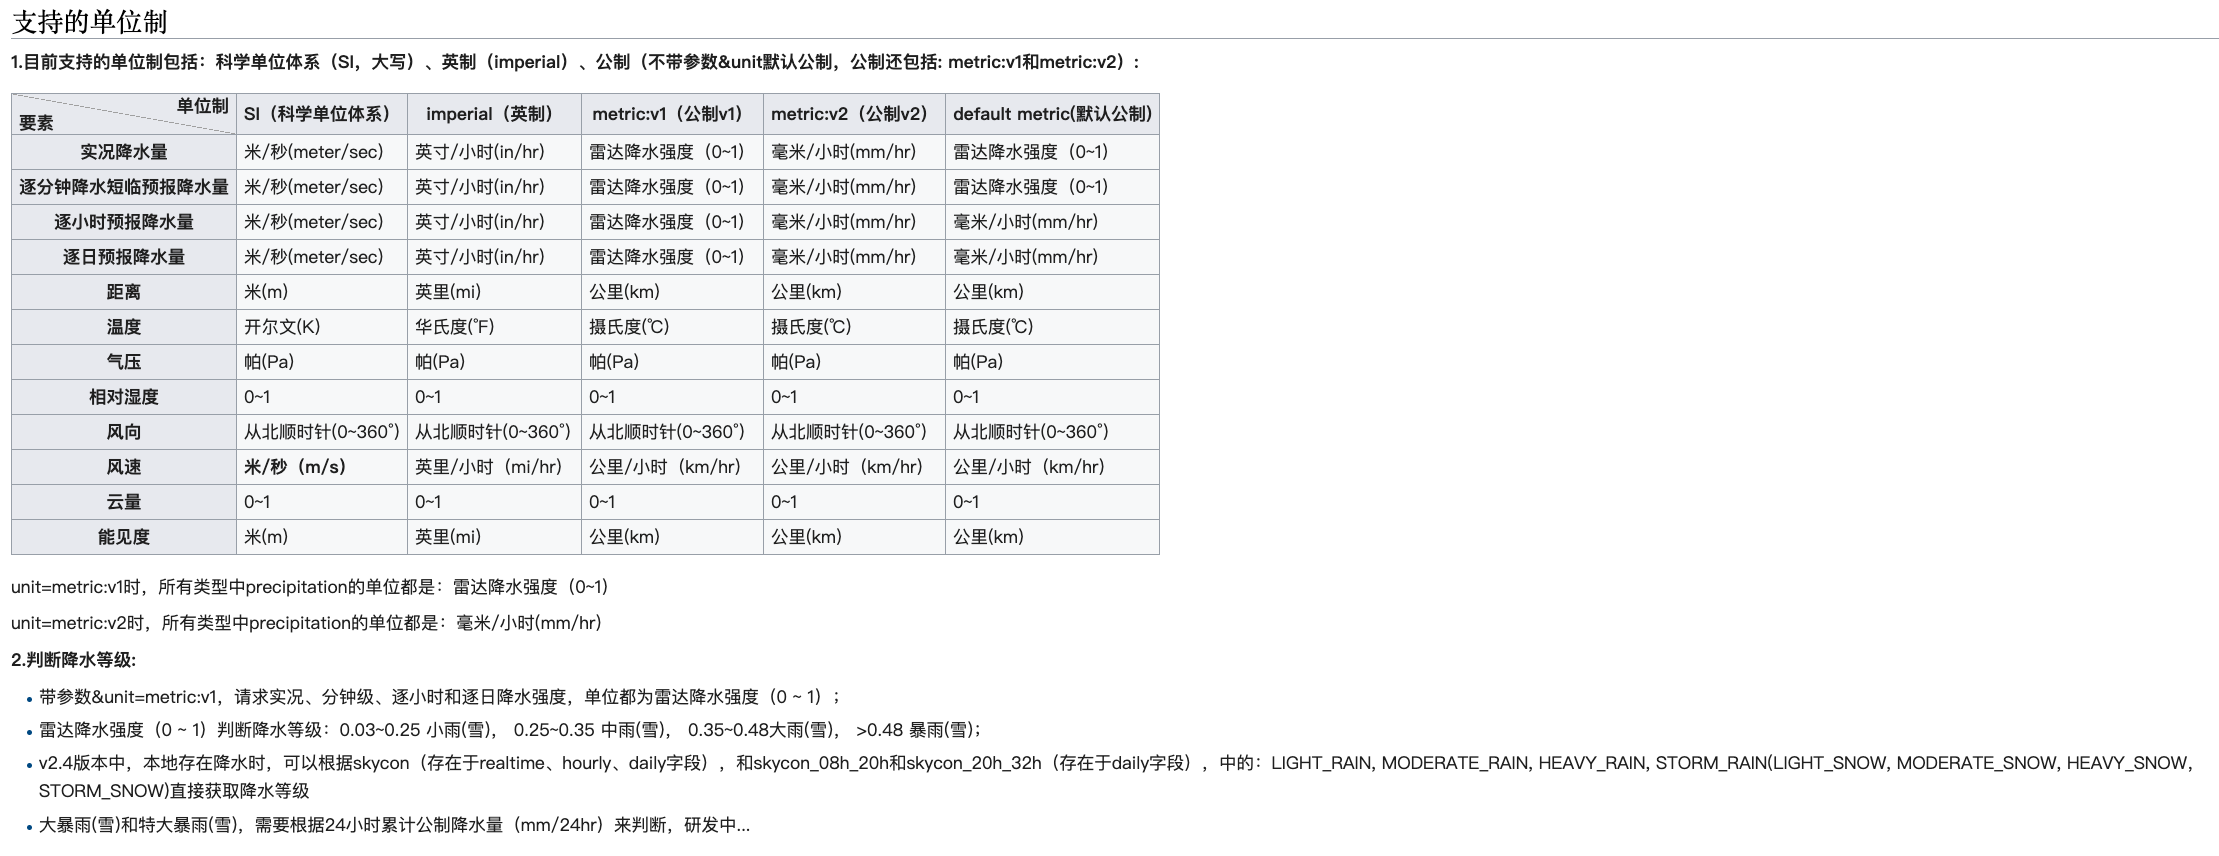 支持的单位制
1.目前支持的单位制包括：科学单位体系（SI，大写）、英制（imperial）、公制（不带参数&unit默认公制，公制还包括: metric:v1和metric:v2）:
单位制
要素 SI（科学单位体系） imperial（英制） metric:v1（公制v1） metric:v2（公制v2） default metric(默认公制)
实况降水量 米/秒(meter/sec) 英寸/小时(in/hr) 雷达降水强度（0~1） 毫米/小时(mm/hr) 雷达降水强度（0~1）
逐分钟降水短临预报降水量 米/秒(meter/sec) 英寸/小时(in/hr) 雷达降水强度（0~1） 毫米/小时(mm/hr) 雷达降水强度（0~1）
逐小时预报降水量 米/秒(meter/sec) 英寸/小时(in/hr) 雷达降水强度（0~1） 毫米/小时(mm/hr) 毫米/小时(mm/hr)
逐日预报降水量 米/秒(meter/sec) 英寸/小时(in/hr) 雷达降水强度（0~1） 毫米/小时(mm/hr) 毫米/小时(mm/hr)
距离 米(m) 英里(mi) 公里(km) 公里(km) 公里(km)
温度 开尔文(K) 华氏度(℉) 摄氏度(℃) 摄氏度(℃) 摄氏度(℃)
气压 帕(Pa) 帕(Pa) 帕(Pa) 帕(Pa) 帕(Pa)
相对湿度 0~1 0~1 0~1 0~1 0~1
风向 从北顺时针(0~360°) 从北顺时针(0~360°) 从北顺时针(0~360°) 从北顺时针(0~360°) 从北顺时针(0~360°)
风速 米/秒（m/s） 英里/小时（mi/hr） 公里/小时（km/hr） 公里/小时（km/hr） 公里/小时（km/hr）
云量 0~1 0~1 0~1 0~1 0~1
能见度 米(m) 英里(mi) 公里(km) 公里(km) 公里(km)
unit=metric:v1时，所有类型中precipitation的单位都是：雷达降水强度（0~1）
unit=metric:v2时，所有类型中precipitation的单位都是：毫米/小时(mm/hr)
2.判断降水等级:
• 带参数&unit=metric:v1，请求实况、分钟级、逐小时和逐日降水强度，单位都为雷达降水强度（0 ~ 1）；
• 雷达降水强度（0 ~ 1）判断降水等级：0.03~0.25 小雨(雪)， 0.25~0.35 中雨(雪)， 0.35~0.48大雨(雪)， >0.48 暴雨(雪)；
• v2.4版本中，本地存在降水时，可以根据skycon（存在于realtime、hourly、daily字段），和skycon_08h_20h和skycon_20h_32h（存在于daily字段），中的：LIGHT_RAIN, MODERATE_RAIN, HEAVY_RAIN, STORM_RAIN(LIGHT_SNOW, MODERATE_SNOW, HEAVY_SNOW,
STORM_SNOW)直接获取降水等级
• 大暴雨(雪)和特大暴雨(雪)，需要根据24小时累计公制降水量（mm/24hr）来判断，研发中...